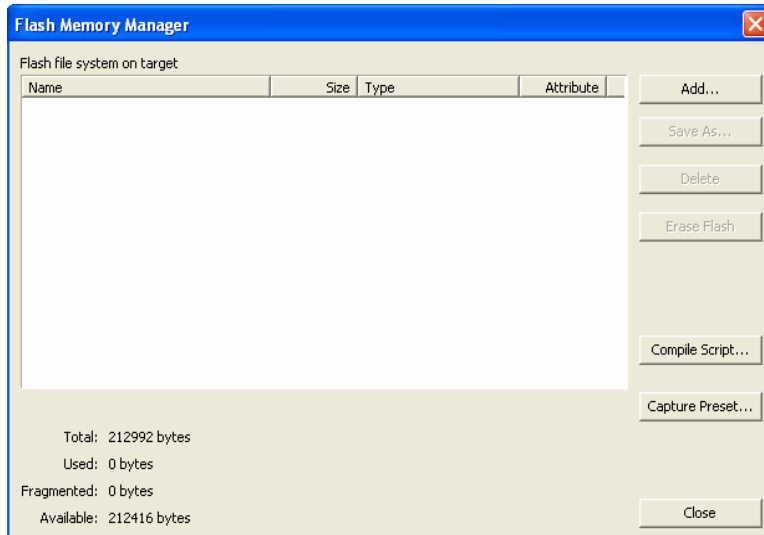 Flash Memory Manager
Flash file system on target
Name Size Type Attribute
Add...
Save As...
Delete
Erase Flash
Compile Script...
Capture Preset...
Total: 212992 bytes
Used: 0 bytes
Fragmented: 0 bytes
Available: 212416 bytes
Close